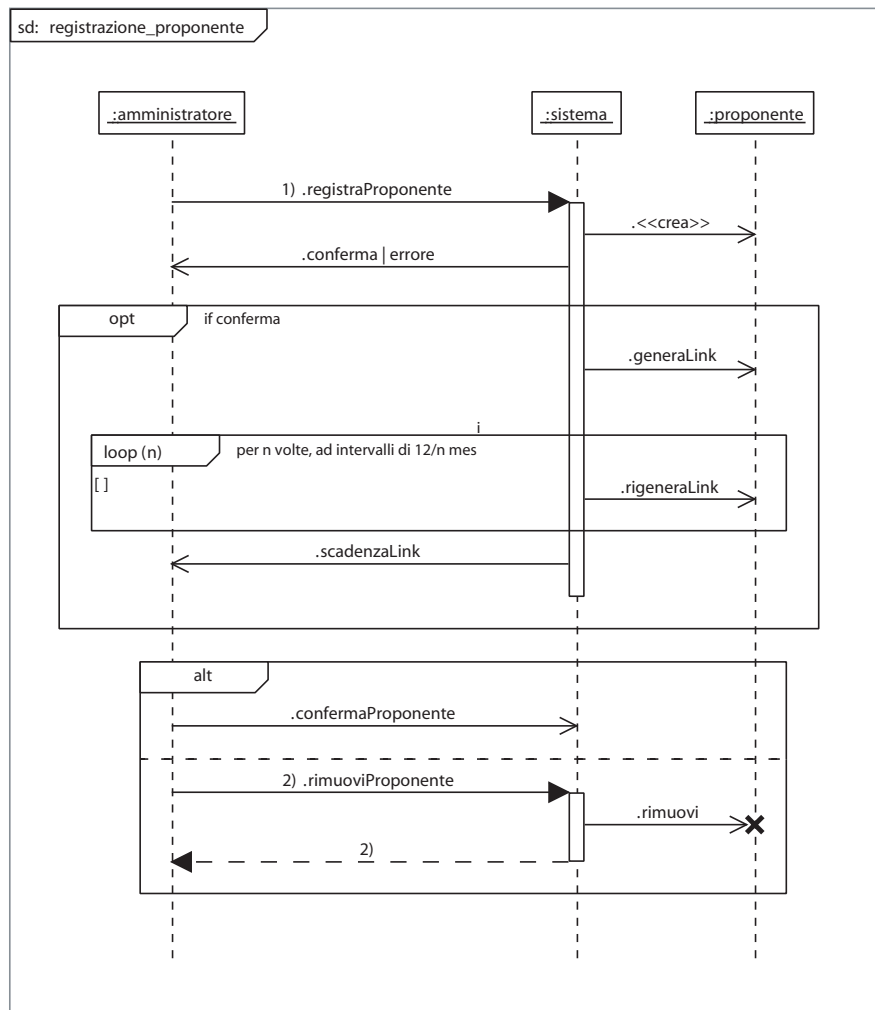 sd: registrazione_proponente
:amministratore
:sistema
:proponente
1) .registraProponente
.<<crea>>
.conferma | errore
opt
if conferma
.generaLink
i
loop (n)
per n volte, ad intervalli di 12/n mes
[ ]
.rigeneraLink
.scadenzaLink
alt
.confermaProponente
2) .rimuoviProponente
.rimuovi
2)